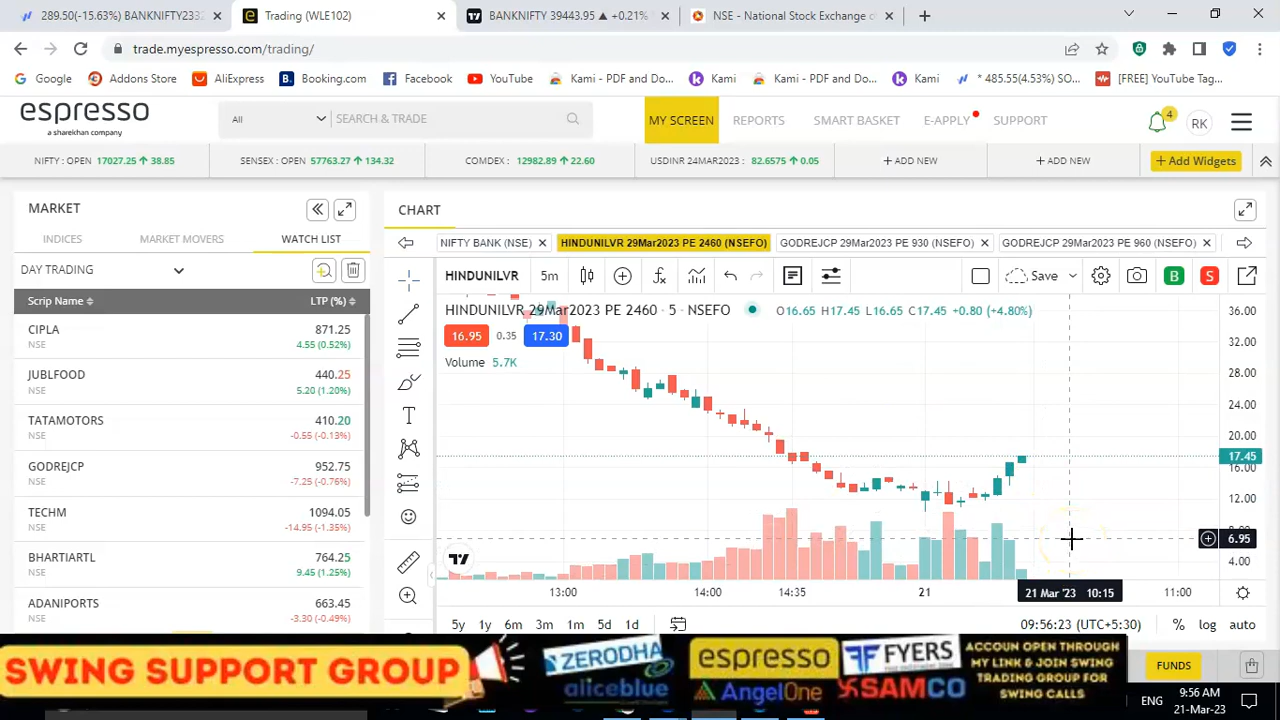 289.50(-15.63%) BANKNIFTY2332
Trading (WLE102)
BANKNIFTY 39443.95 ▲ +0.21%
NSE - National Stock Exchange of
trade.myespresso.com/trading/
Google
Addons Store
AliExpress
Booking.com
Facebook
YouTube
Kami - PDF and Do...
Kami
Kami - PDF and Do...
Kami
* 485.55(4.53%) SO...
[FREE] YouTube Tag...
espresso
a sharekhan company
All
SEARCH & TRADE
MY SCREEN
REPORTS
SMART BASKET
E-APPLY
SUPPORT
4
RK
NIFTY : OPEN 17027.25 ↑ 38.85
SENSEX : OPEN 57763.27 ↑ 134.32
COMDEX : 12982.89 ↑ 22.60
USDINR 24MAR2023 : 82.6575 ↑ 0.05
+ ADD NEW
+ ADD NEW
+ Add Widgets
MARKET
INDICES
MARKET MOVERS
WATCH LIST
DAY TRADING
Scrip Name
LTP (%)
CIPLA 871.25
NSE 4.55 (0.52%)
JUBLFOOD 440.25
NSE 5.20 (1.20%)
TATAMOTORS 410.20
NSE -0.55 (-0.13%)
GODREJCP 952.75
NSE -7.25 (-0.76%)
TECHM 1094.05
NSE -14.95 (-1.35%)
BHARTIARTL 764.25
NSE 9.45 (1.25%)
ADANIPORTS 663.45
NSE -3.30 (-0.49%)
CHART
NIFTY BANK (NSE)
HINDUNILVR 29Mar2023 PE 2460 (NSEFO)
GODREJCP 29Mar2023 PE 930 (NSEFO)
GODREJCP 29Mar2023 PE 960 (NSEFO)
HINDUNILVR
5m
Save
B
S
HINDUNILVR 29Mar2023 PE 2460 · 5 · NSEFO
O16.65 H17.45 L16.65 C17.45 +0.80 (+4.80%)
16.95 0.35 17.30
Volume 5.7K
36.00
32.00
28.00
24.00
20.00
17.45
16.00
12.00
8.00
6.95
4.00
13:00
14:00
14:35
21
21 Mar '23 10:15
11:00
5y
1y
6m
3m
1m
5d
1d
09:56:23 (UTC+5:30)
%
log
auto
SWING SUPPORT GROUP
ZERODHA
aliceblue
espresso
AngelOne
FYERS
SAMCO
ACCOUN OPEN THROUGH
MY LINK & JOIN SWING
TRADING GROUP FOR
SWING CALLS
FUNDS
ENG
9:56 AM
21-Mar-23